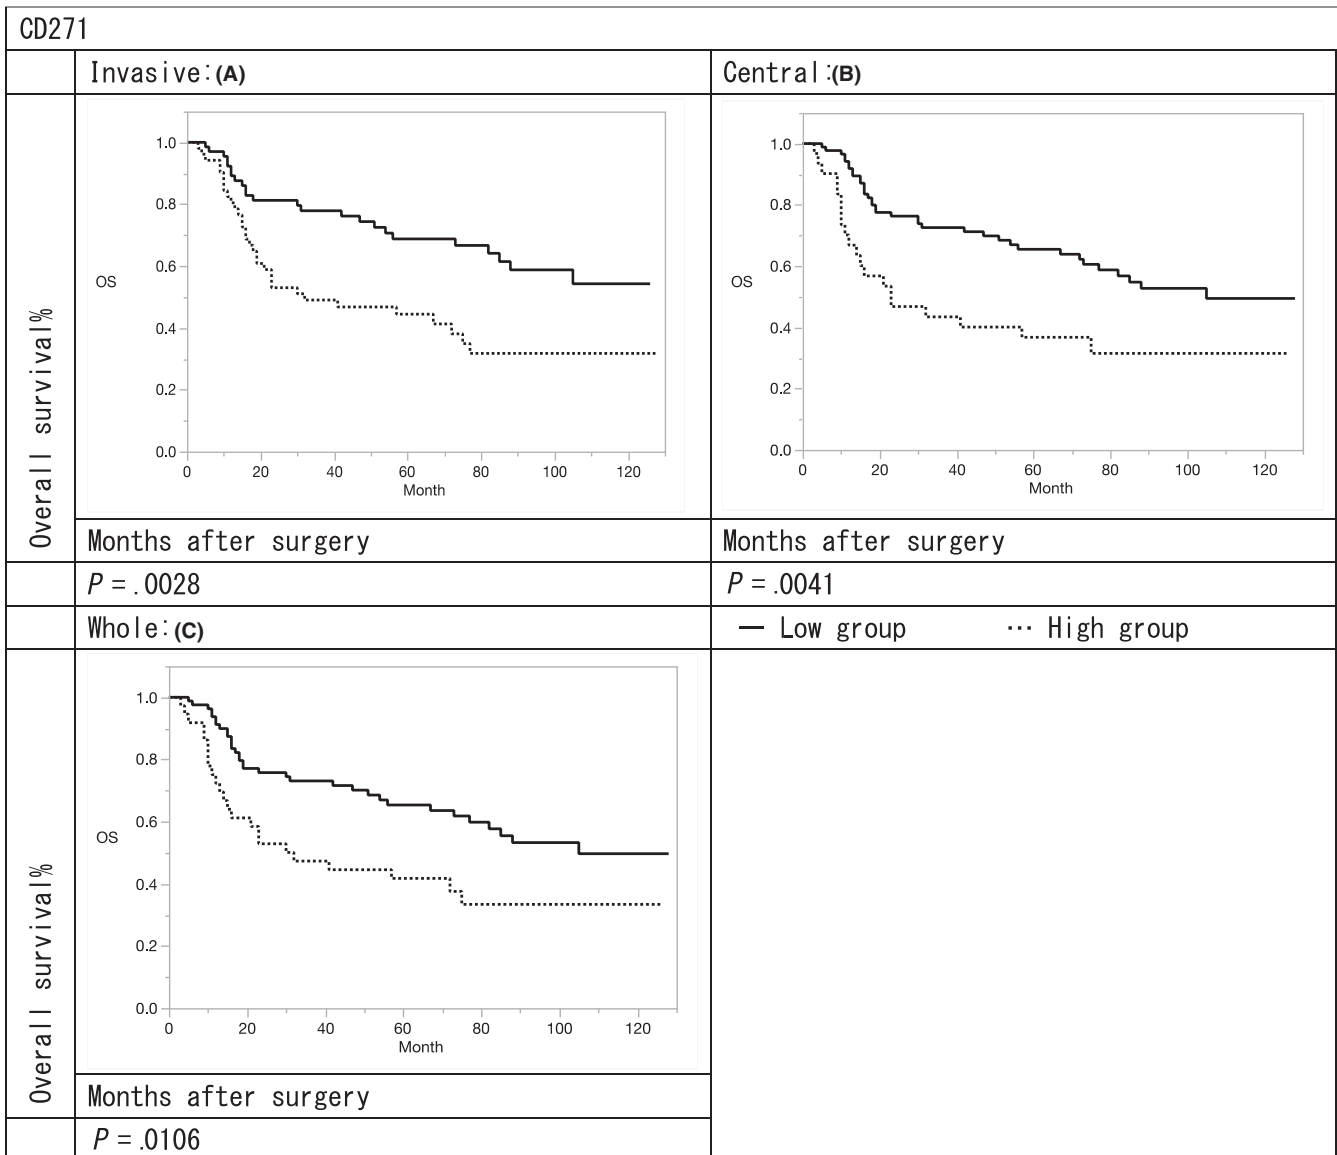 CD271
Invasive:(A)
Central:(B)
Overall survival%
OS
1.0
0.8
0.6
0.4
0.2
0.0
0 20 40 60 80 100 120
Month
OS
1.0
0.8
0.6
0.4
0.2
0.0
0 20 40 60 80 100 120
Month
Months after surgery
Months after surgery
P = .0028
P = .0041
Whole:(C)
Low group
High group
Overall survival%
OS
1.0
0.8
0.6
0.4
0.2
0.0
0 20 40 60 80 100 120
Month
Months after surgery
P = .0106